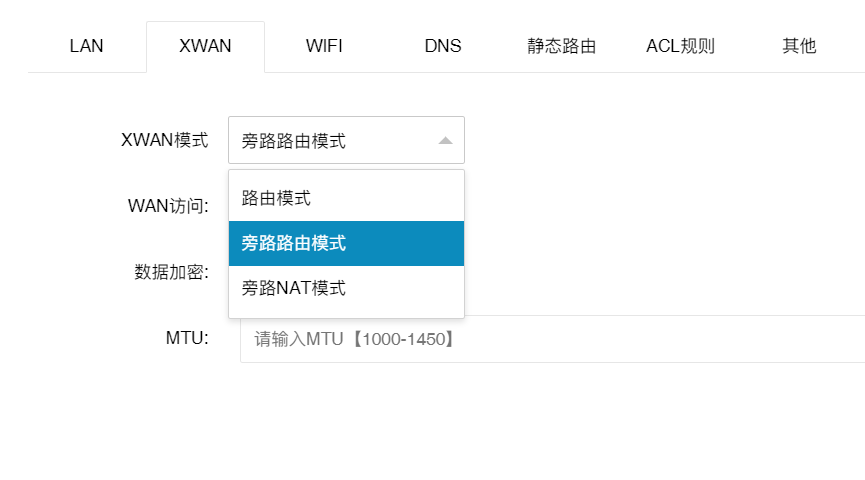 LAN XWAN WIFI DNS 静态路由 ACL规则 其他
XWAN模式 旁路路由模式
路由模式
WAN访问:
旁路路由模式
数据加密:
旁路NAT模式
MTU: 请输入MTU【1000-1450】